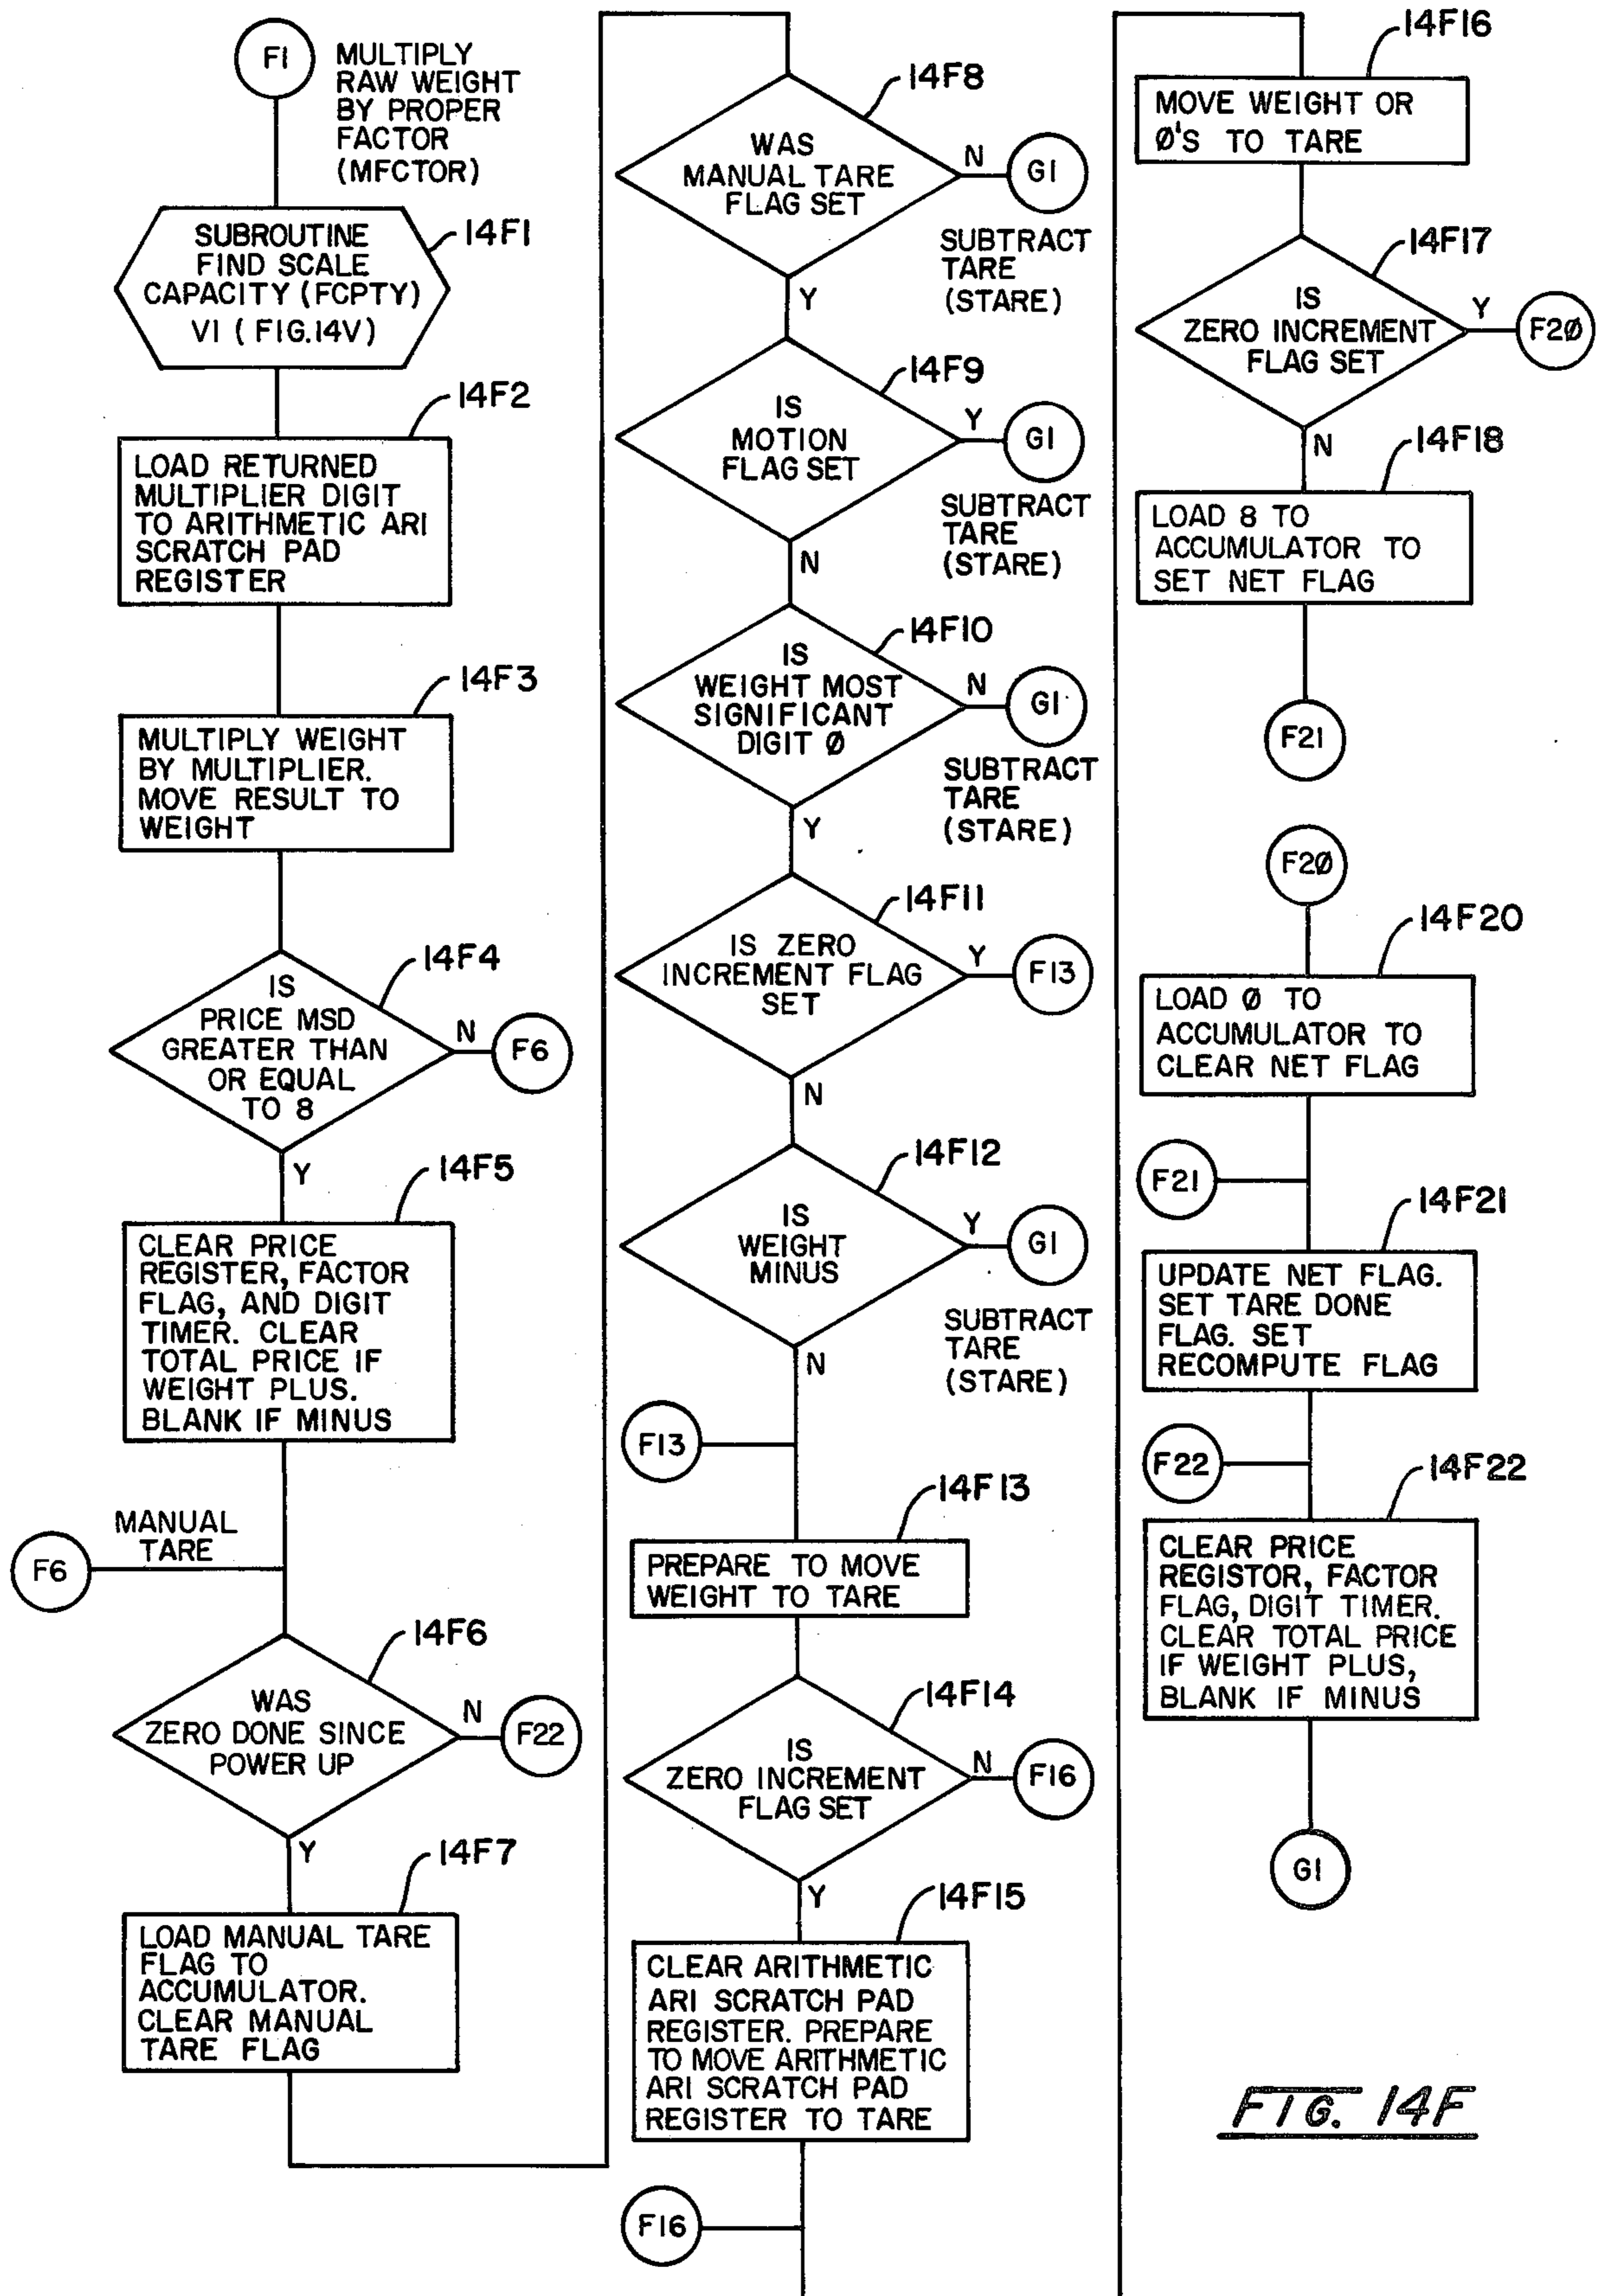 F1
MULTIPLY
RAW WEIGHT
BY PROPER
FACTOR
(MFCTOR)
SUBROUTINE
FIND SCALE
CAPACITY (FCPTY)
V1 ( FIG.14V)
14F1
14F2
LOAD RETURNED
MULTIPLIER DIGIT
TO ARITHMETIC ARI
SCRATCH PAD
REGISTER
14F3
MULTIPLY WEIGHT
BY MULTIPLIER.
MOVE RESULT TO
WEIGHT
14F4
IS
PRICE MSD
GREATER THAN
OR EQUAL
TO 8
N
F6
Y
14F5
CLEAR PRICE
REGISTER, FACTOR
FLAG, AND DIGIT
TIMER. CLEAR
TOTAL PRICE IF
WEIGHT PLUS.
BLANK IF MINUS
MANUAL
TARE
F6
14F6
WAS
ZERO DONE SINCE
POWER UP
N
F22
Y
14F7
LOAD MANUAL TARE
FLAG TO
ACCUMULATOR.
CLEAR MANUAL
TARE FLAG
14F8
WAS
MANUAL TARE
FLAG SET
N
G1
SUBTRACT
TARE
(STARE)
Y
14F9
IS
MOTION
FLAG SET
Y
G1
SUBTRACT
TARE
(STARE)
N
14F10
IS
WEIGHT MOST
SIGNIFICANT
DIGIT Ø
N
G1
SUBTRACT
TARE
(STARE)
Y
14F11
IS ZERO
INCREMENT FLAG
SET
Y
F13
N
14F12
IS
WEIGHT
MINUS
Y
G1
SUBTRACT
TARE
(STARE)
N
F13
14F13
PREPARE TO MOVE
WEIGHT TO TARE
14F14
IS
ZERO INCREMENT
FLAG SET
N
F16
Y
14F15
CLEAR ARITHMETIC
ARI SCRATCH PAD
REGISTER. PREPARE
TO MOVE ARITHMETIC
ARI SCRATCH PAD
REGISTER TO TARE
F16
14F16
MOVE WEIGHT OR
Ø'S TO TARE
14F17
IS
ZERO INCREMENT
FLAG SET
Y
F2Ø
N
14F18
LOAD 8 TO
ACCUMULATOR TO
SET NET FLAG
F21
F2Ø
14F20
LOAD Ø TO
ACCUMULATOR TO
CLEAR NET FLAG
F21
14F21
UPDATE NET FLAG.
SET TARE DONE
FLAG. SET
RECOMPUTE FLAG
F22
14F22
CLEAR PRICE
REGISTOR, FACTOR
FLAG, DIGIT TIMER.
CLEAR TOTAL PRICE
IF WEIGHT PLUS,
BLANK IF MINUS
G1
FIG. 14F